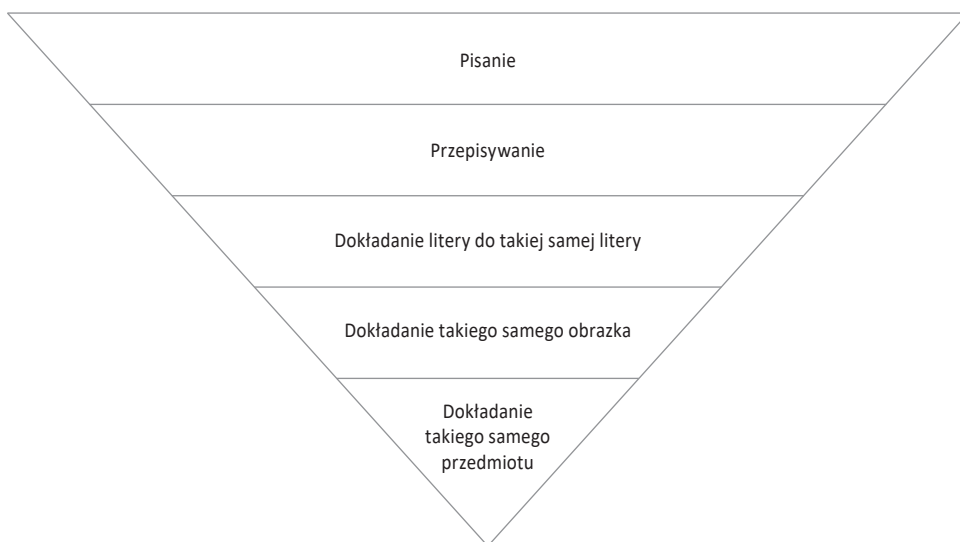 Pisanie
Przepisywanie
Dokładanie litery do takiej samej litery
Dokładanie takiego samego obrazka
Dokładanie
takiego samego
przedmiotu